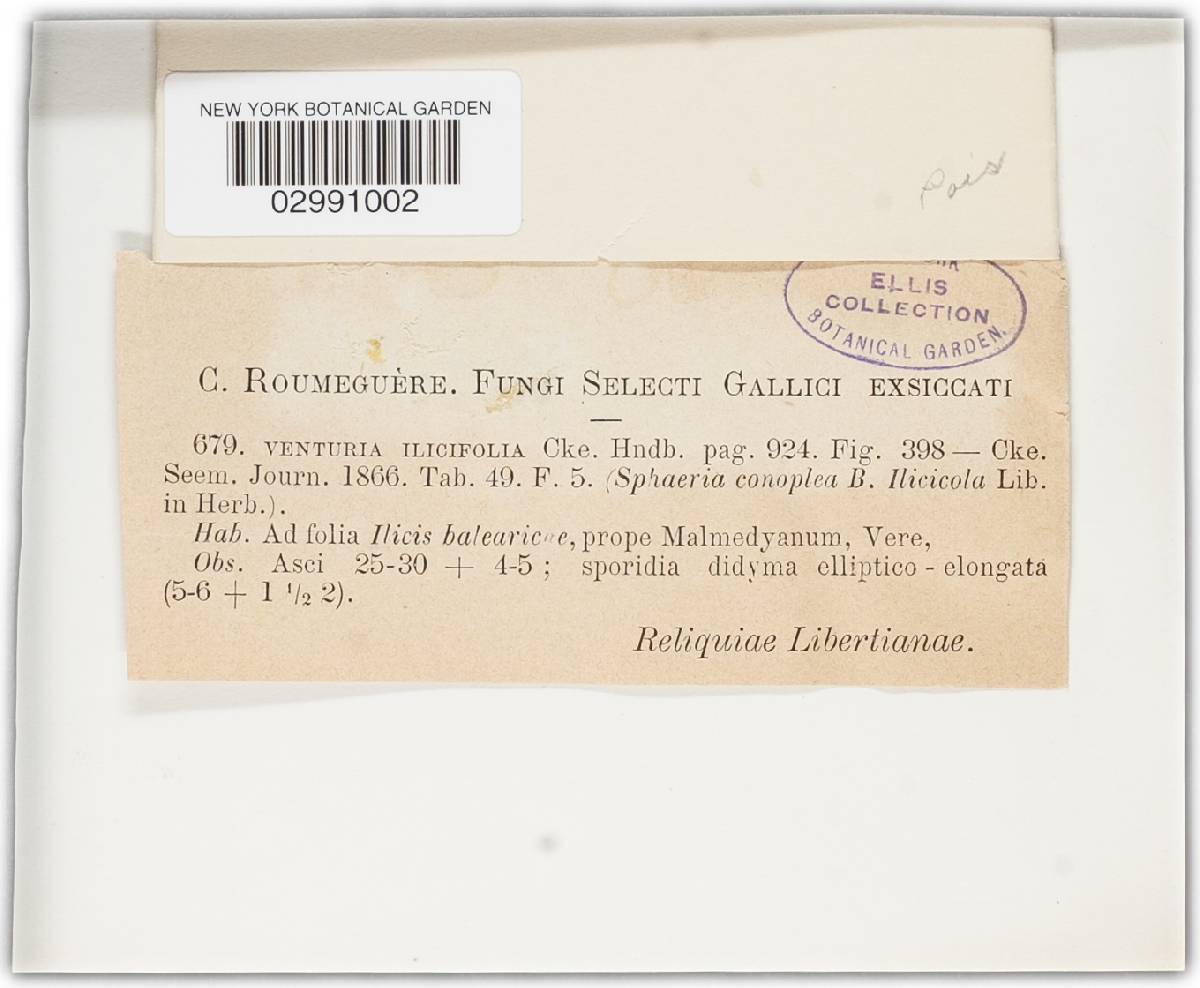 NEW YORK BOTANICAL GARDEN
02991002
ELLIS
COLLECTION
BOTANICAL GARDEN.
C. ROUMEGUÈRE. FUNGI SELECTI GALLICI EXSICCATI
679. VENTURIA ILICIFOLIA Cke. Hndb. pag. 924. Fig. 398 — Cke.
Seem. Journ. 1866. Tab. 49. F. 5. (Sphaeria conoplea B. Ilicicola Lib.
in Herb.).
Hab. Ad folia Ilicis balearicae, prope Malmedyanum, Vere,
Obs. Asci 25-30 + 4-5 ; sporidia didyma elliptico - elongata
(5-6 + 1 1/2 2).
Reliquiae Libertianae.